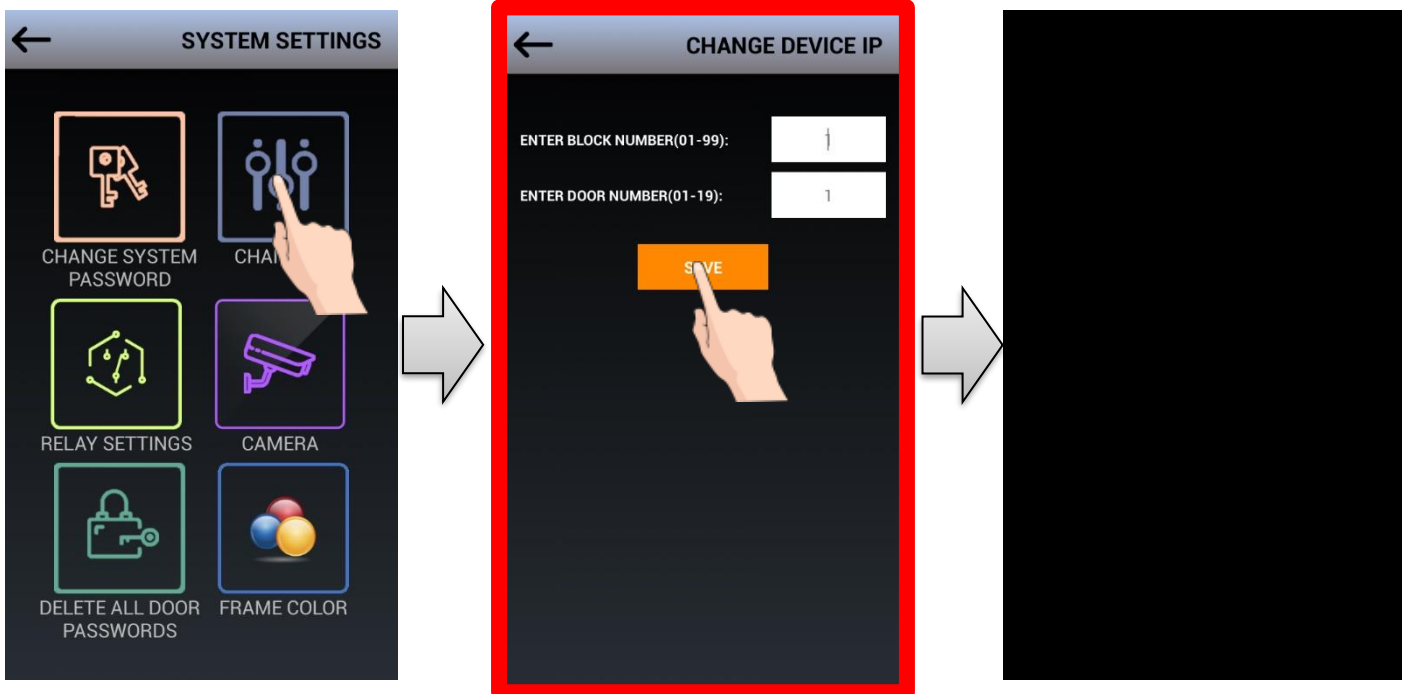 SYSTEM SETTINGS
CHANGE SYSTEM
PASSWORD
RELAY SETTINGS
CAMERA
DELETE ALL DOOR
PASSWORDS
FRAME COLOR
CHANGE DEVICE IP
ENTER BLOCK NUMBER(01-99):
1
ENTER DOOR NUMBER(01-19):
1